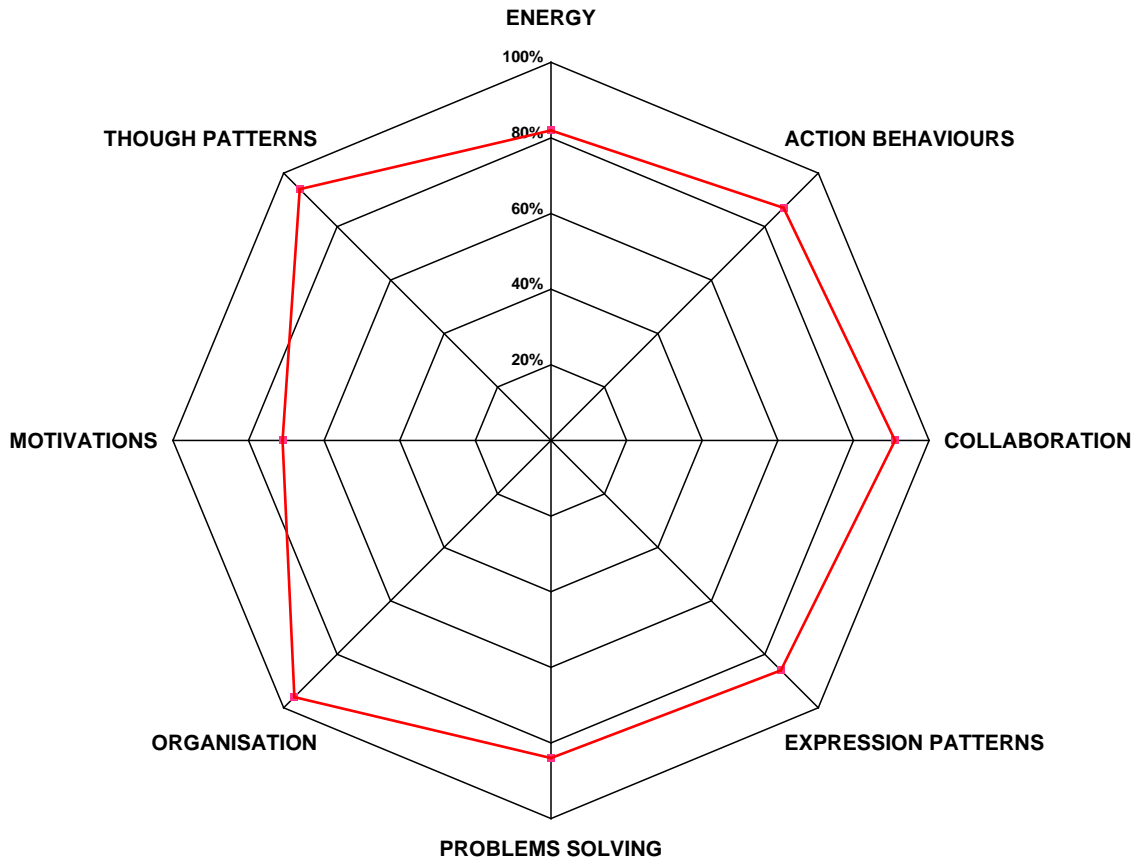 ENERGY
100%
THOUGH PATTERNS
80%
ACTION BEHAVIOURS
60%
40%
20%
MOTIVATIONS
COLLABORATION
ORGANISATION
EXPRESSION PATTERNS
PROBLEMS SOLVING